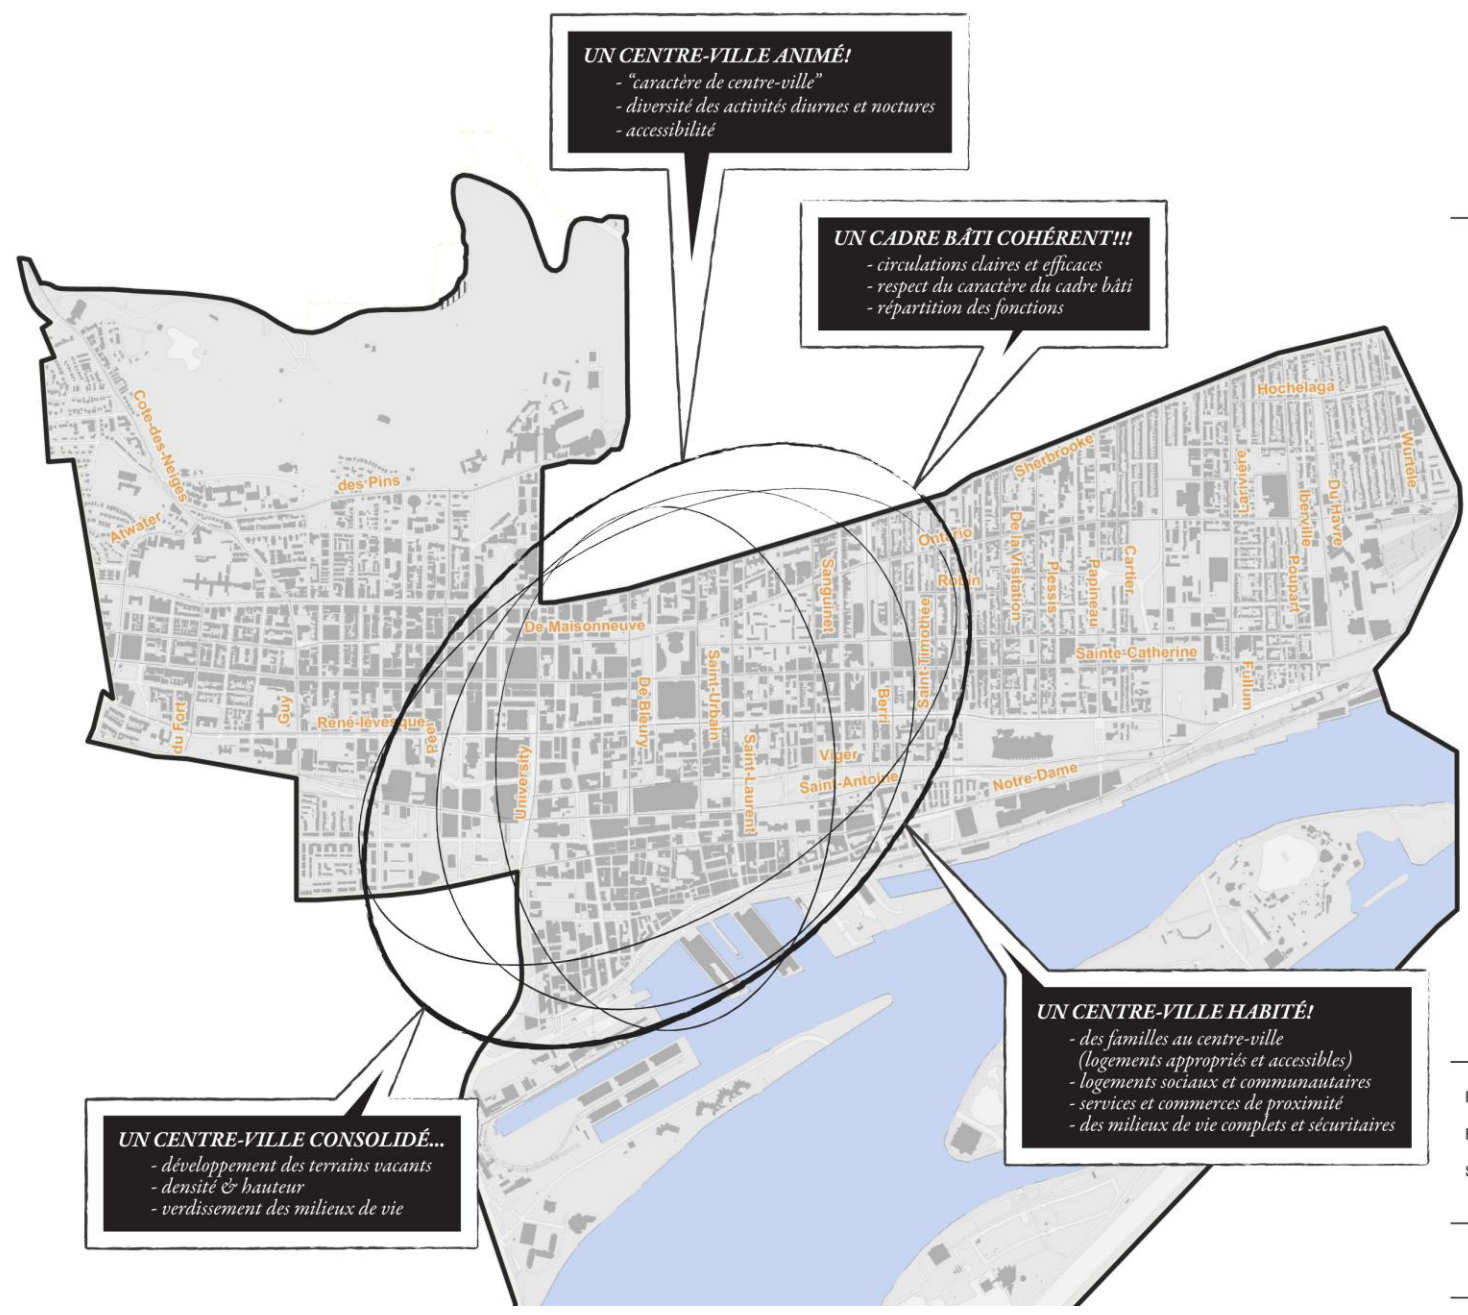 UN CENTRE-VILLE ANIMÉ!
- “caractère de centre-ville”
- diversité des activités diurnes et noctures
- accessibilité
UN CADRE BÂTI COHÉRENT!!!
- circulations claires et efficaces
- respect du caractère du cadre bâti
- répartition des fonctions
Hochelaga
Wurtele
Cote-des-Neiges
Sherbrooke
Lariviere
Iberville
Du Havre
des Pins
Atwater
Ontario
De la Visitation
Robin
Plessis
Papineau
Cartier
Poupart
Sanguinet
Saint-Timothee
De Maisonneuve
Sainte-Catherine
Fullum
Saint-Urbain
De Bleury
Berri
Guy
du Fort
René-lévesque
Peel
University
Saint-Laurent
Viger
Saint-Antoine
Notre-Dame
UN CENTRE-VILLE HABITÉ!
- des familles au centre-ville
(logements appropriés et accessibles)
- logements sociaux et communautaires
- services et commerces de proximité
- des milieux de vie complets et sécuritaires
UN CENTRE-VILLE CONSOLIDÉ...
- développement des terrains vacants
- densité & hauteur
- verdissement des milieux de vie